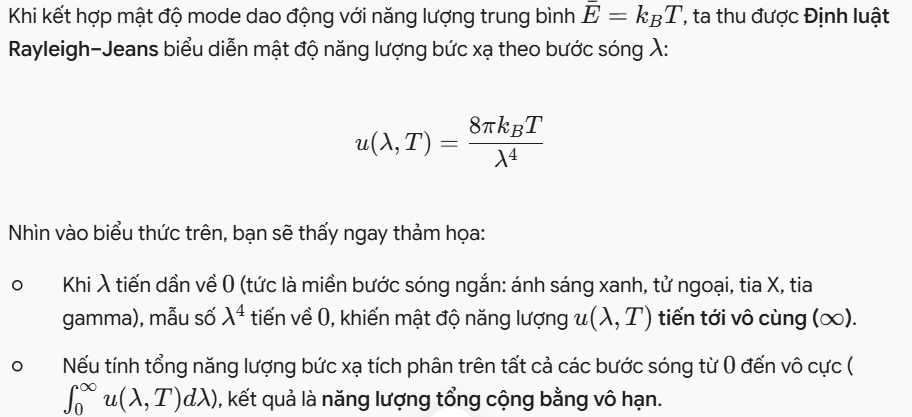 Khi kết hợp mật độ mode dao động với năng lượng trung bình Ē = k_BT, ta thu được Định luật
Rayleigh–Jeans biểu diễn mật độ năng lượng bức xạ theo bước sóng λ:
u(λ, T) = 8πk_BT / λ⁴
Nhìn vào biểu thức trên, bạn sẽ thấy ngay thảm họa:
○ Khi λ tiến dần về 0 (tức là miền bước sóng ngắn: ánh sáng xanh, tử ngoại, tia X, tia
gamma), mẫu số λ⁴ tiến về 0, khiến mật độ năng lượng u(λ, T) tiến tới vô cùng (∞).
○ Nếu tính tổng năng lượng bức xạ tích phân trên tất cả các bước sóng từ 0 đến vô cực (
∫₀^∞ u(λ, T)dλ), kết quả là năng lượng tổng cộng bằng vô hạn.